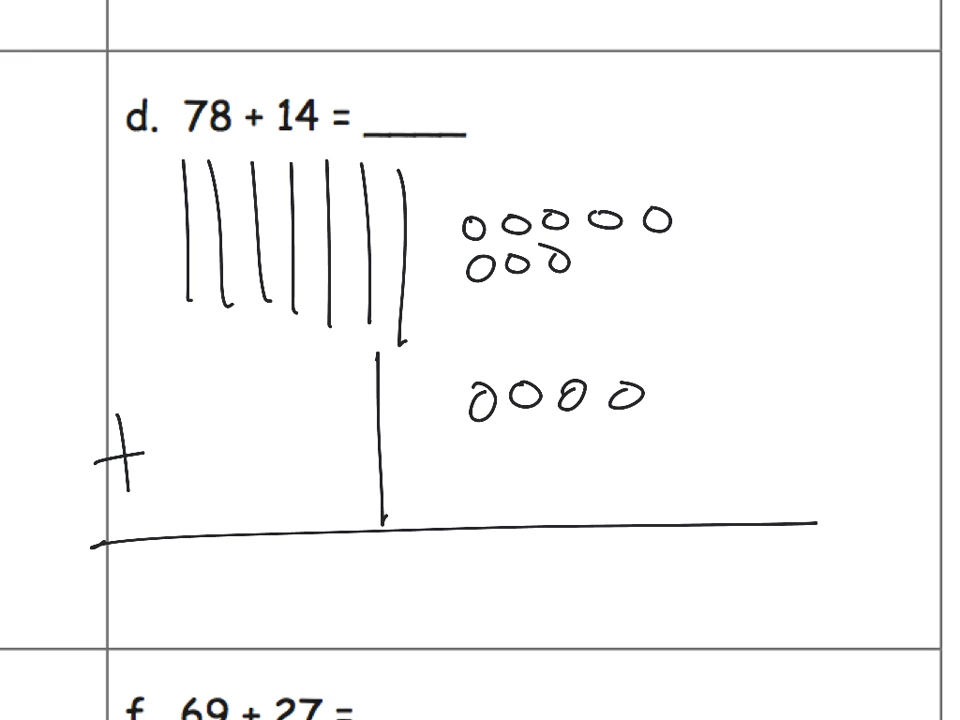 d. 78 + 14 = _____
+
f. 69 + 27 =